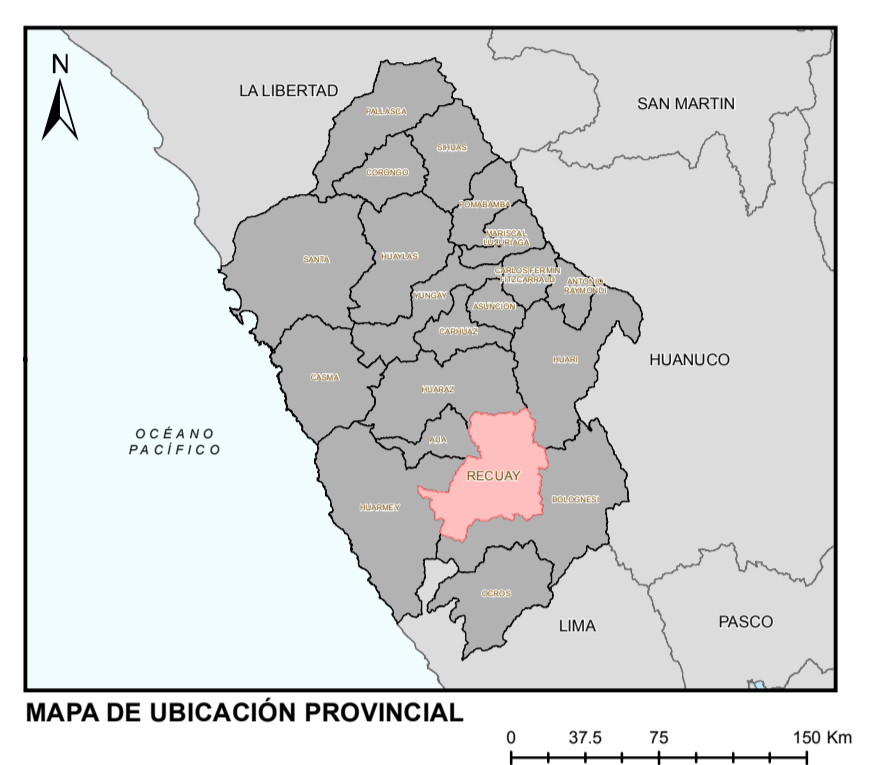 N
LA LIBERTAD
SAN MARTIN
PALLASCA
SIHUAS
CORONGO
POMABAMBA
MARISCAL
LUZURIAGA
SANTA
HUAYLAS
CARLOS FERMIN
FITZCARRALD
ANTONIO
RAYMONDI
YUNGAY
ASUNCION
CARHUAZ
HUARI
HUANUCO
CASMA
HUARAZ
OCÉANO
PACÍFICO
AIJA
RECUAY
BOLOGNESI
HUARMEY
OCROS
LIMA
PASCO
MAPA DE UBICACIÓN PROVINCIAL
0 37.5 75 150 Km